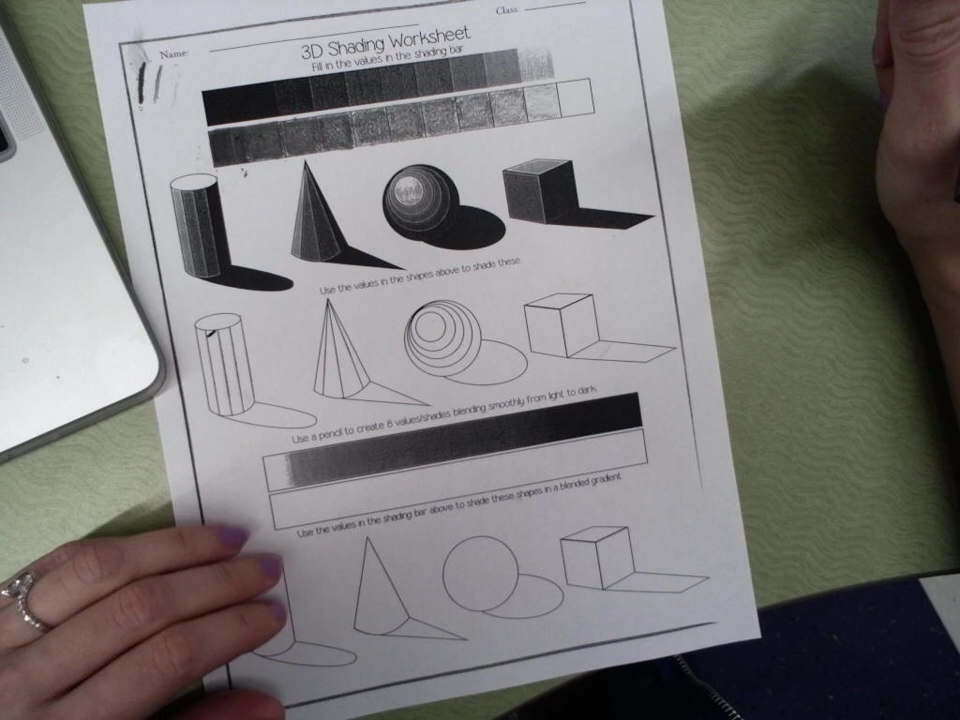 Name:
Class:
3D Shading Worksheet
Fill in the values in the shading bar
Use the values in the shapes above to shade these
Use a pencil to create 8 values/shades blending smoothly from light to dark.
Use the values in the shading bar above to shade these shapes in a blended gradient.